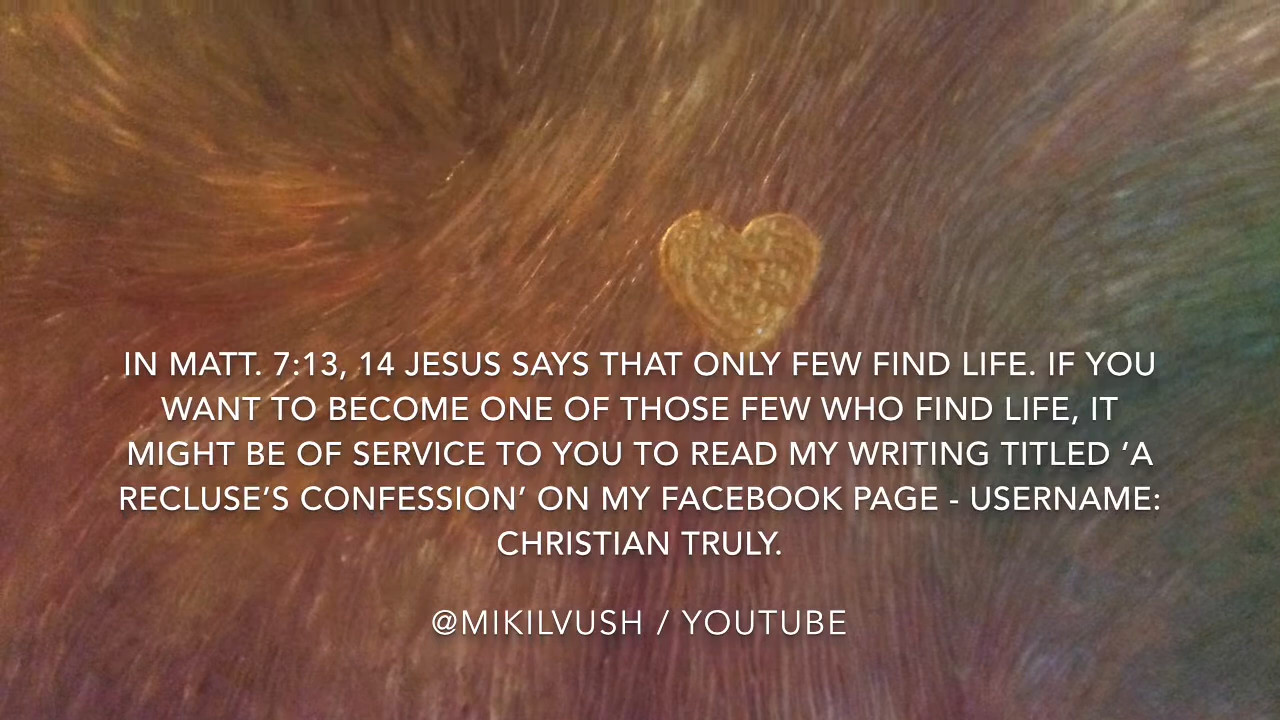 IN MATT. 7:13, 14 JESUS SAYS THAT ONLY FEW FIND LIFE. IF YOU
WANT TO BECOME ONE OF THOSE FEW WHO FIND LIFE, IT
MIGHT BE OF SERVICE TO YOU TO READ MY WRITING TITLED ‘A
RECLUSE’S CONFESSION’ ON MY FACEBOOK PAGE - USERNAME:
CHRISTIAN TRULY.
@MIKILVUSH / YOUTUBE